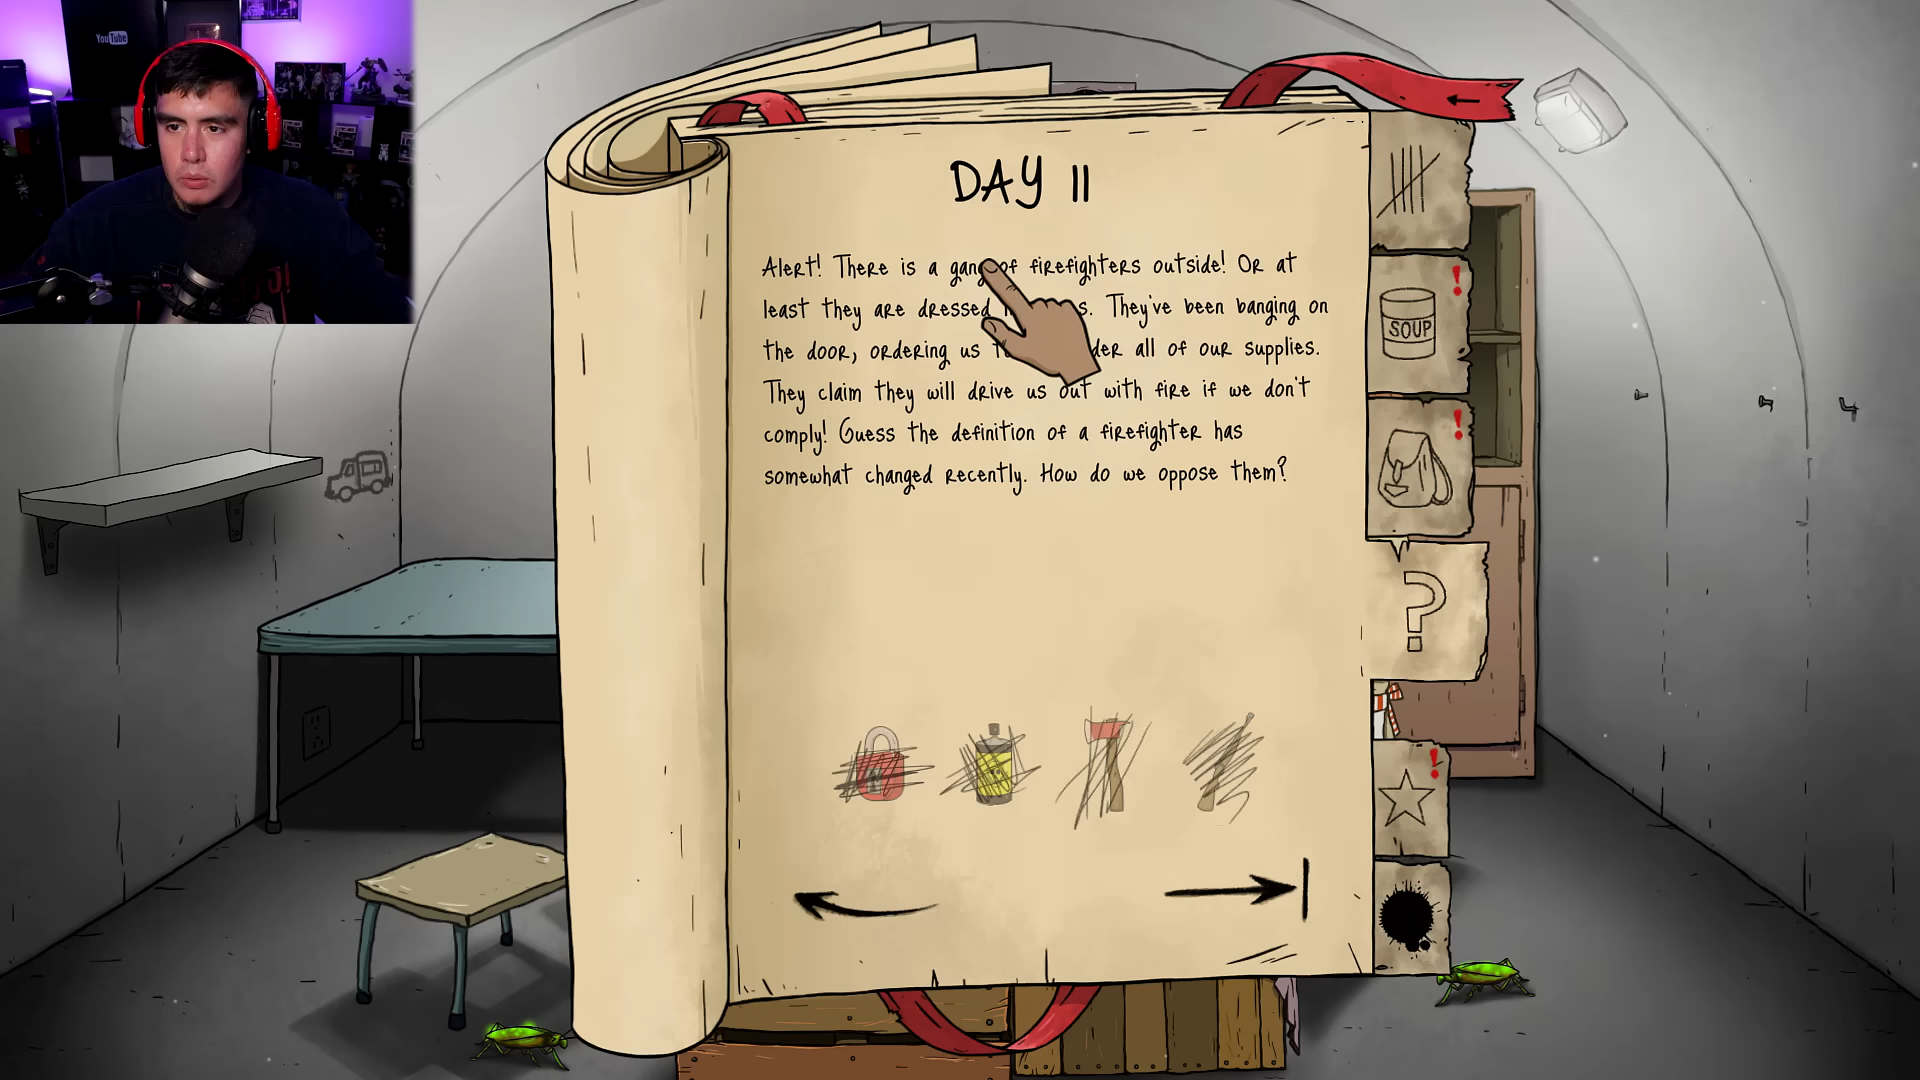 YouTube
DAY 11
Alert! There is a gang of firefighters outside! Or at
least they are dressed s. They've been banging on
the door, ordering us der all of our supplies.
They claim they will drive us out with fire if we don't
comply! Guess the definition of a firefighter has
somewhat changed recently. How do we oppose them?
SOUP